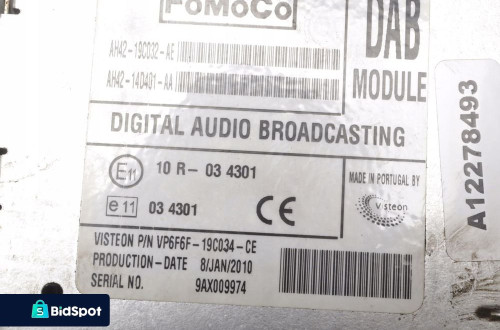 FoMoCo
AH42-19C032-AE
AH42-14D401-AA
DAB
MODULE
DIGITAL AUDIO BROADCASTING
E11 10 R-03 4301
e 11 03 4301
CE
MADE IN PORTUGAL BY
Visteon
VISTEON P/N VP6F6F-19C034-CE
PRODUCTION-DATE 8/JAN/2010
SERIAL NO. 9AX009974
A12278493
S BidSpot